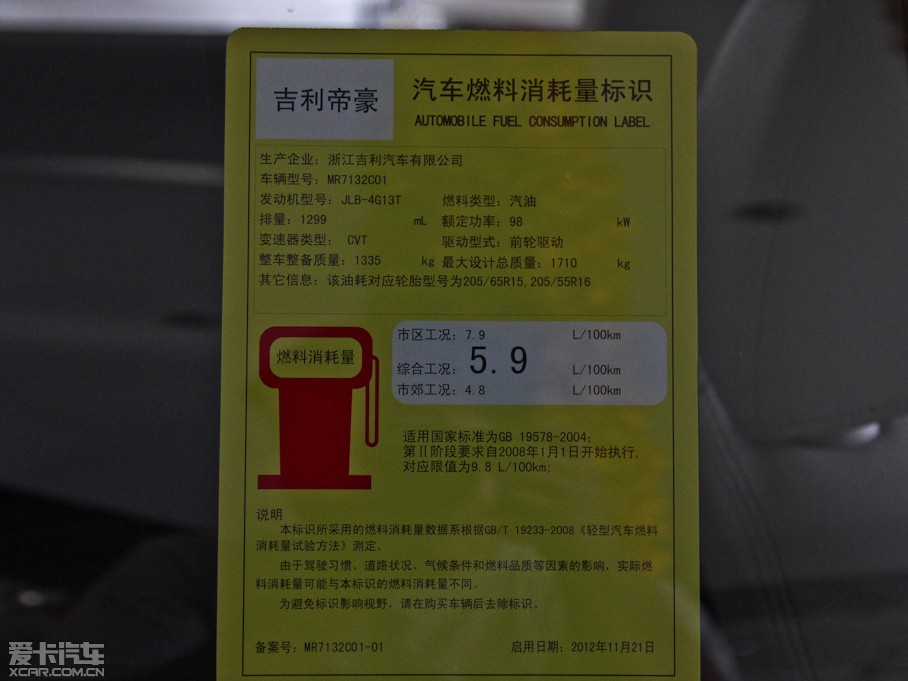 吉利帝豪
汽车燃料消耗量标识
AUTOMOBILE FUEL CONSUMPTION LABEL
生产企业：浙江吉利汽车有限公司
车辆型号：MR7132C01
发动机型号：JLB-4G13T 燃料类型：汽油
排量：1299 mL 额定功率：98 kW
变速器类型： CVT 驱动型式：前轮驱动
整车整备质量：1335 kg 最大设计总质量：1710 kg
其它信息：该油耗对应轮胎型号为205/65R15,205/55R16
燃料消耗量
市区工况：7.9 L/100km
综合工况：5.9 L/100km
市郊工况：4.8 L/100km
适用国家标准为GB 19578-2004;
第Ⅱ阶段要求自2008年1月1日开始执行,
对应限值为9.8 L/100km;
说明
本标识所采用的燃料消耗量数据系根据GB/T 19233-2008《轻型汽车燃料
消耗量试验方法》测定。
由于驾驶习惯、道路状况、气候条件和燃料品质等因素的影响，实际燃
料消耗量可能与本标识的燃料消耗量不同。
为避免标识影响视野，请在购买车辆后去除标识。
备案号：MR7132C01-01 启用日期：2012年11月21日
爱卡汽车
XCAR.COM.CN